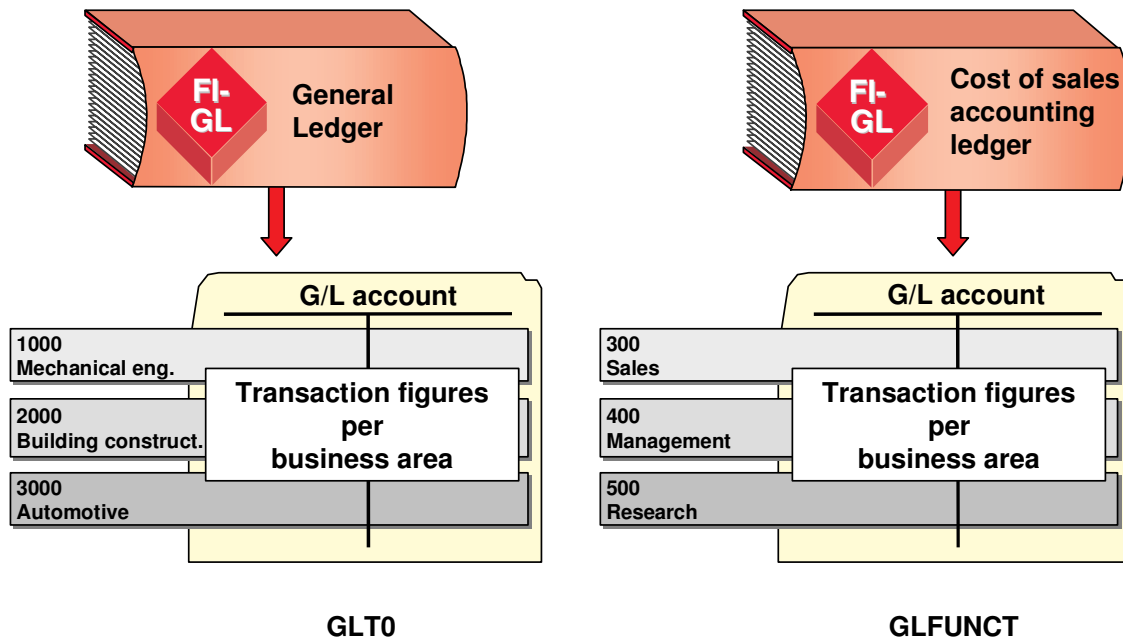 FI-
GL
General
Ledger
FI-
GL
Cost of sales
accounting
ledger
G/L account
1000
Mechanical eng.
2000
Building construct.
3000
Automotive
Transaction figures
per
business area
G/L account
300
Sales
400
Management
500
Research
Transaction figures
per
business area
GLT0
GLFUNCT